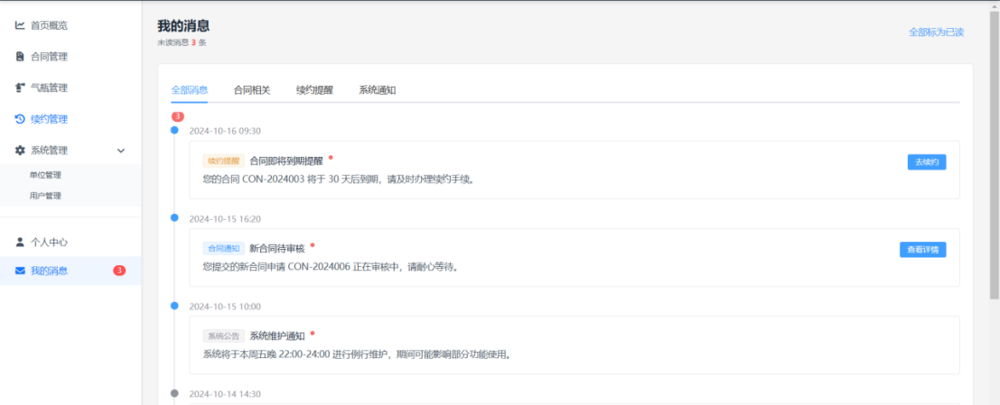 首页概览
合同管理
气瓶管理
续约管理
系统管理
单位管理
用户管理
个人中心
我的消息 3
我的消息
未读消息 3 条
全部标为已读
全部消息 合同相关 续约提醒 系统通知
3
2024-10-16 09:30
续约提醒 合同即将到期提醒
去续约
您的合同 CON-2024003 将于 30 天后到期，请及时办理续约手续。
2024-10-15 16:20
合同通知 新合同待审核
查看详情
您提交的新合同申请 CON-2024006 正在审核中，请耐心等待。
2024-10-15 10:00
系统公告 系统维护通知
系统将于本周五晚 22:00-24:00 进行例行维护，期间可能影响部分功能使用。
2024-10-14 14:30